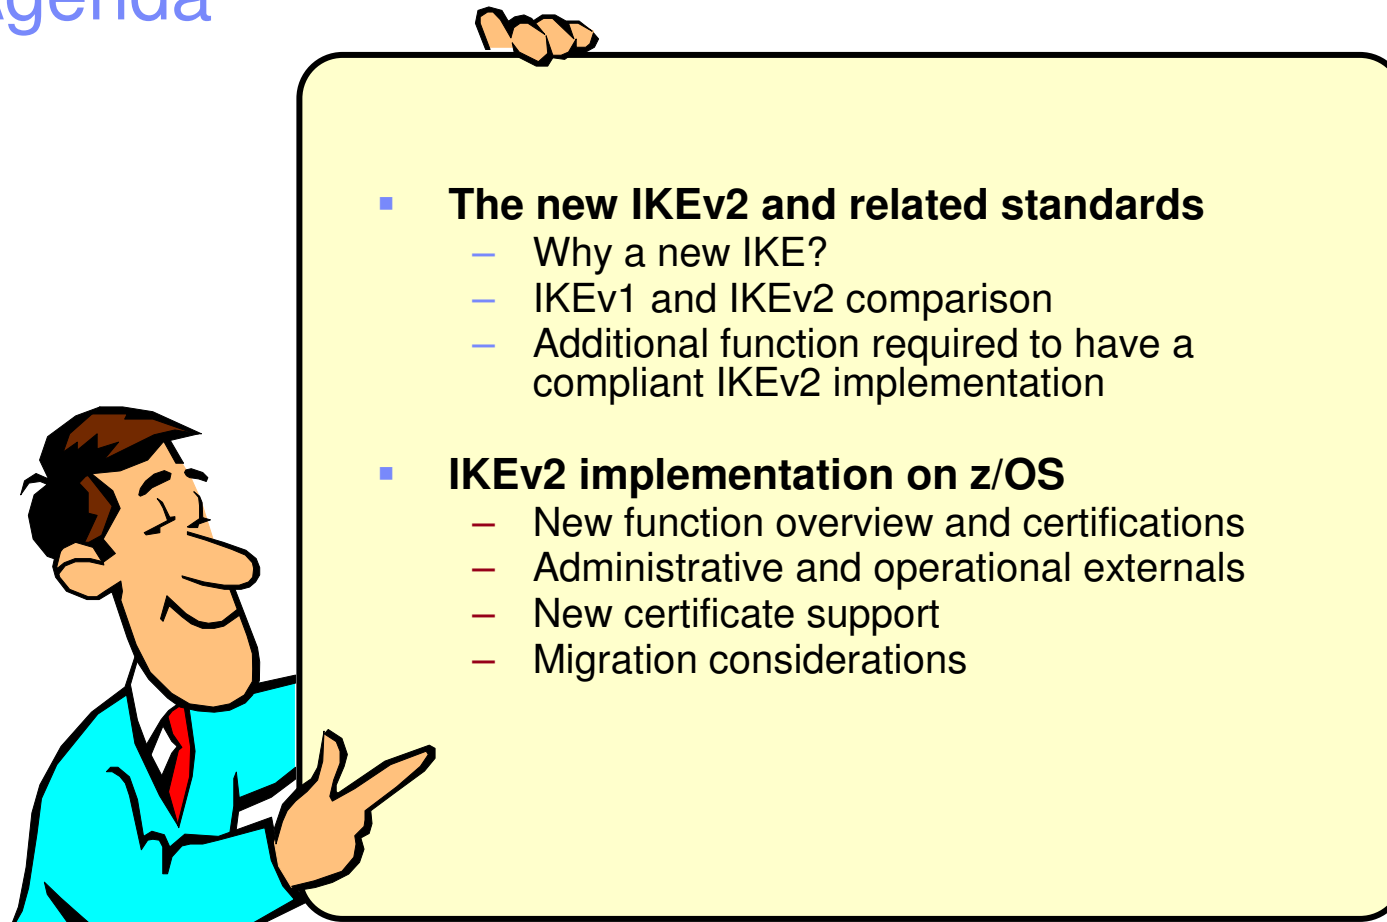 Agenda
▪ The new IKEv2 and related standards
– Why a new IKE?
– IKEv1 and IKEv2 comparison
– Additional function required to have a
compliant IKEv2 implementation
▪ IKEv2 implementation on z/OS
– New function overview and certifications
– Administrative and operational externals
– New certificate support
– Migration considerations